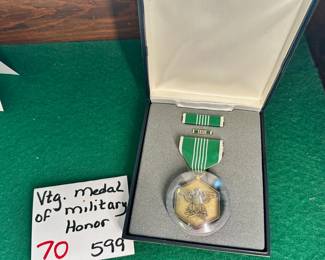 Vtg. medal
of military
Honor
70 599